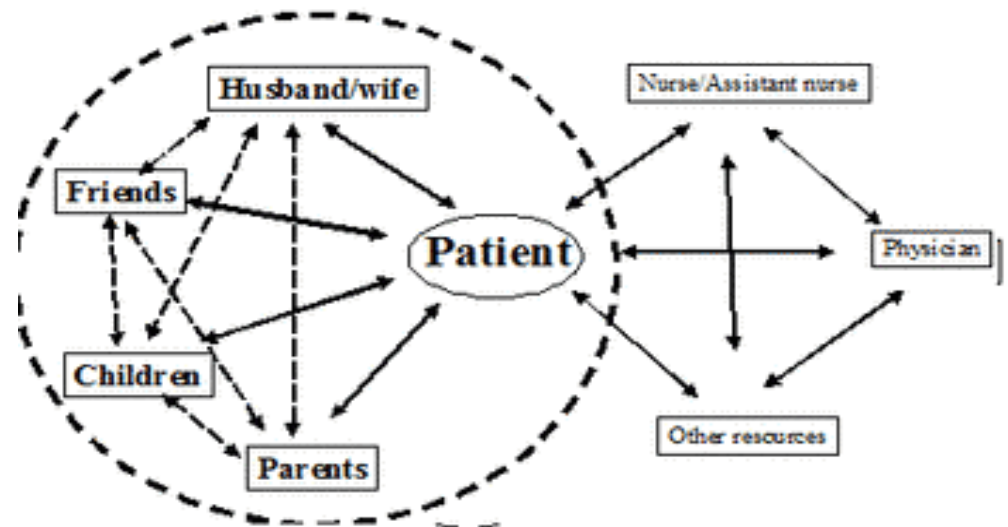 Husband/wife
Nurse/Assistant nurse
Friends
Patient
Physician
Children
Other resources
Parents